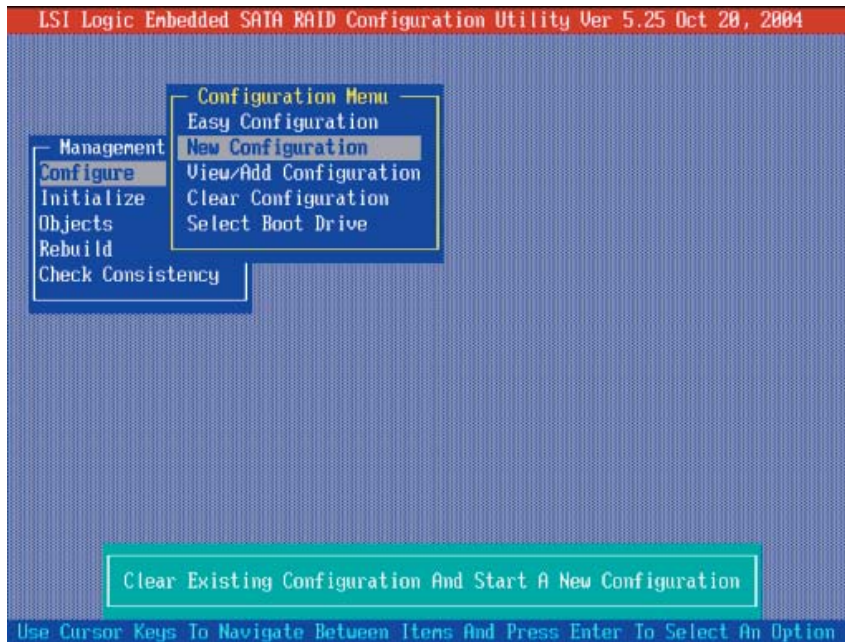 LSI Logic Embedded SATA RAID Configuration Utility Ver 5.25 Oct 20, 2004
Configuration Menu
Easy Configuration
New Configuration
View/Add Configuration
Clear Configuration
Select Boot Drive
Management
Configure
Initialize
Objects
Rebuild
Check Consistency
Clear Existing Configuration And Start A New Configuration
Use Cursor Keys To Navigate Between Items And Press Enter To Select An Option